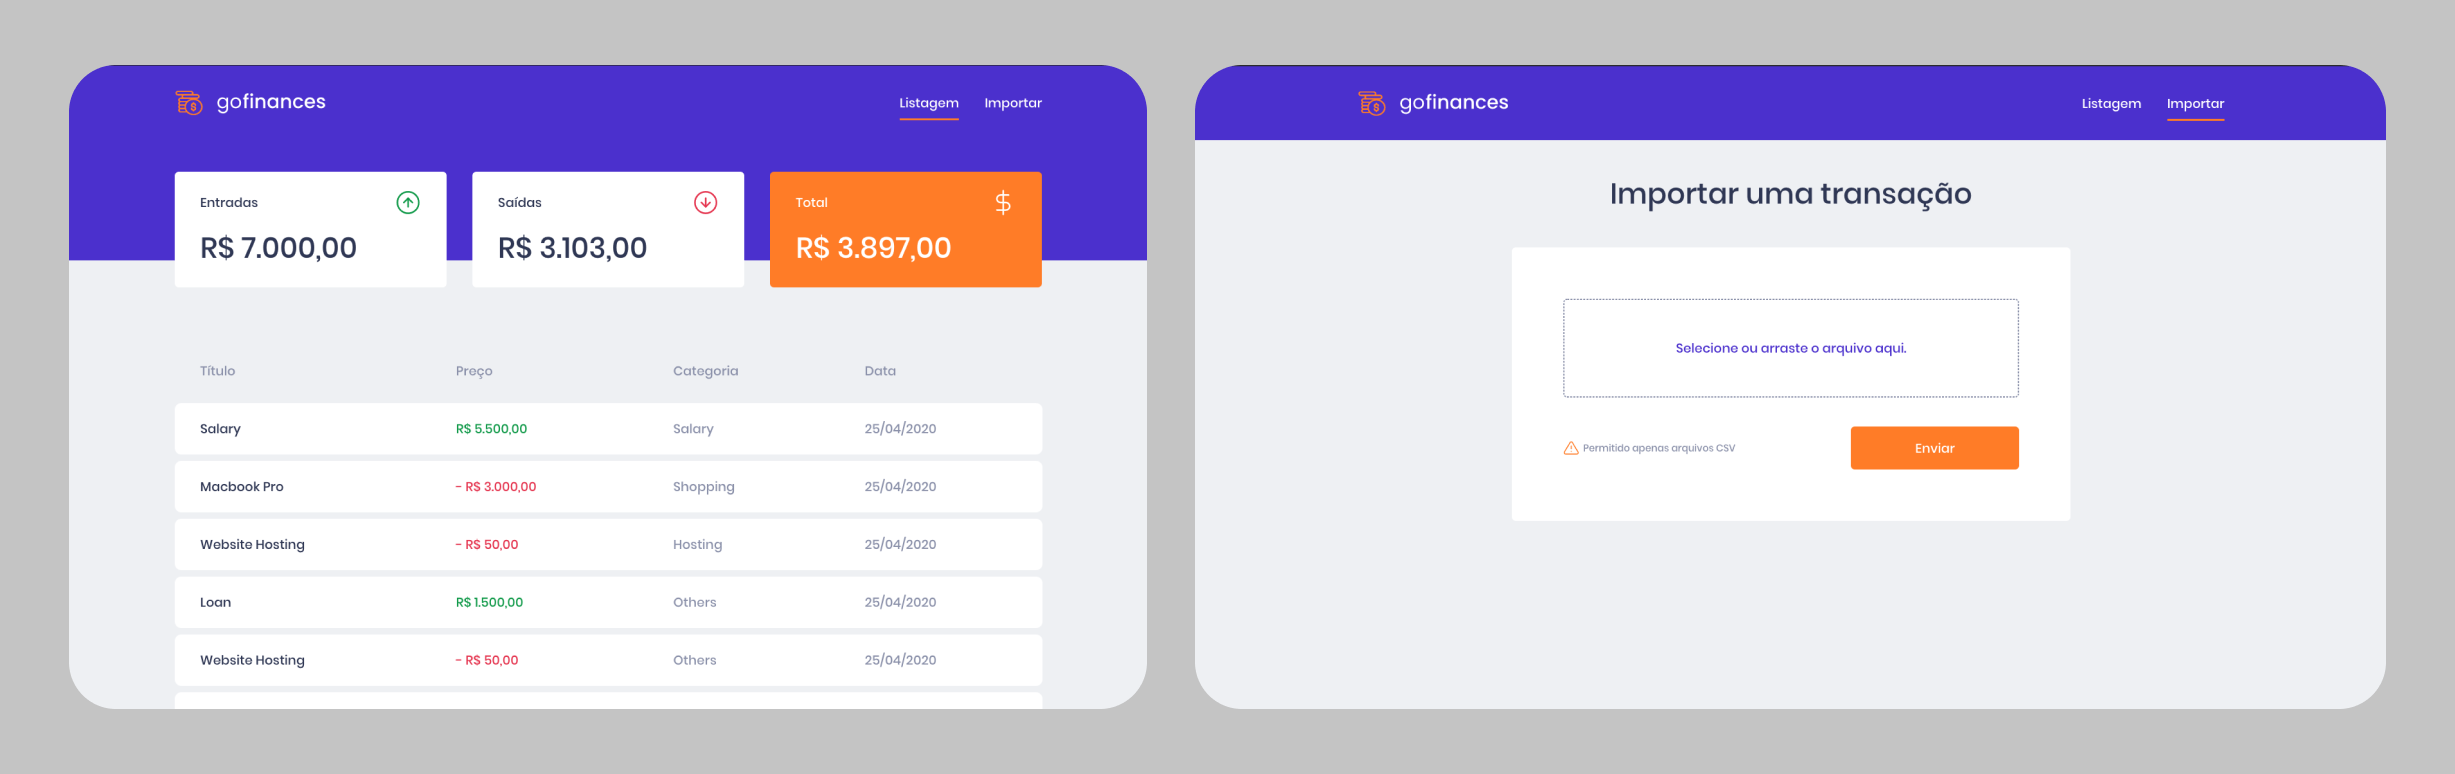 gofinances
Listagem Importar
Entradas
R$ 7.000,00
Saídas
R$ 3.103,00
Total
$
R$ 3.897,00
Título Preço Categoria Data
Salary R$ 5.500,00 Salary 25/04/2020
Macbook Pro - R$ 3.000,00 Shopping 25/04/2020
Website Hosting - R$ 50,00 Hosting 25/04/2020
Loan R$ 1.500,00 Others 25/04/2020
Website Hosting - R$ 50,00 Others 25/04/2020
gofinances
Listagem Importar
Importar uma transação
Selecione ou arraste o arquivo aqui.
Permitido apenas arquivos CSV
Enviar